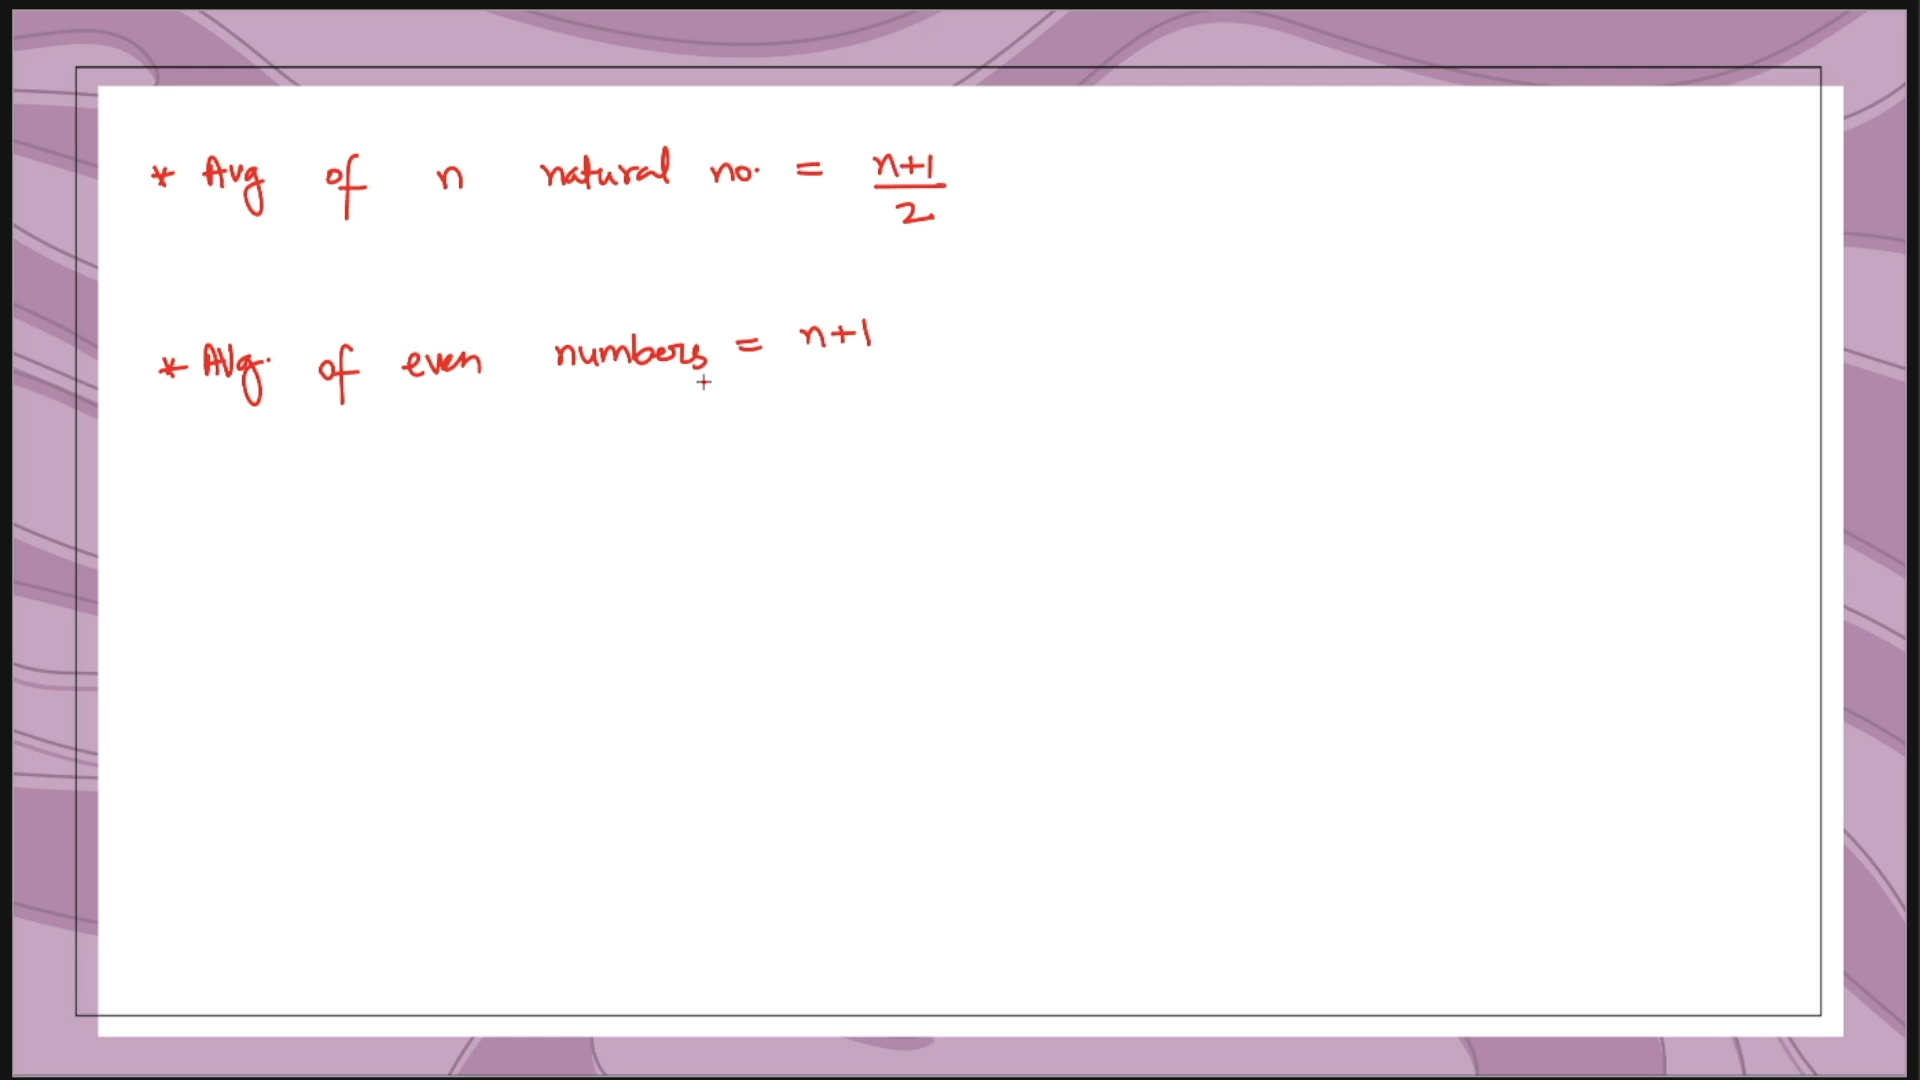 * Avg of n natural no. = n+1/2
* Avg. of even numbers = n+1